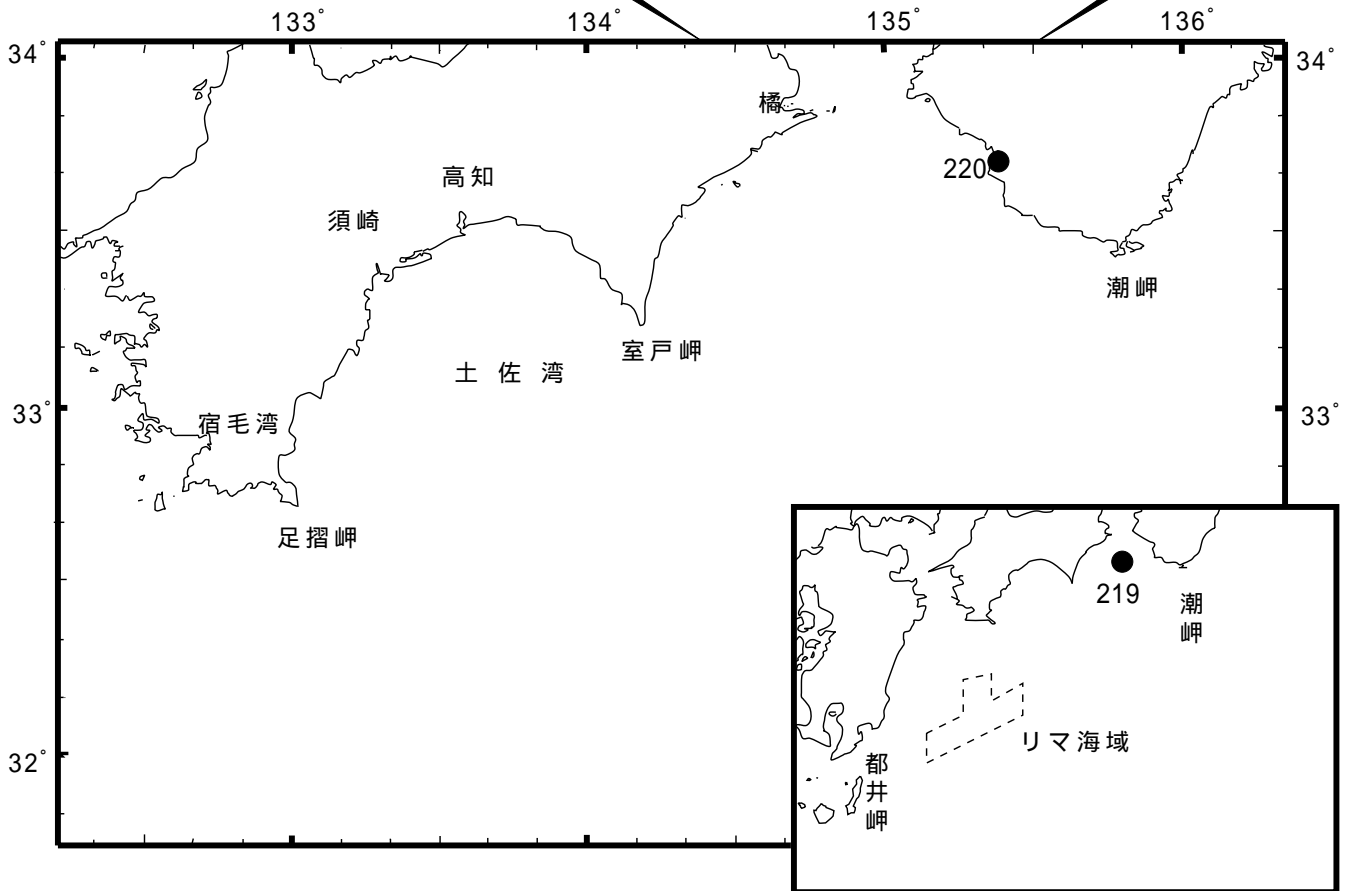 133°
134°
135°
136°
34°
34°
橘
220
高知
須崎
潮岬
室戸岬
土佐湾
33°
33°
宿毛湾
足摺岬
219
潮岬
リマ海域
32°
都井岬